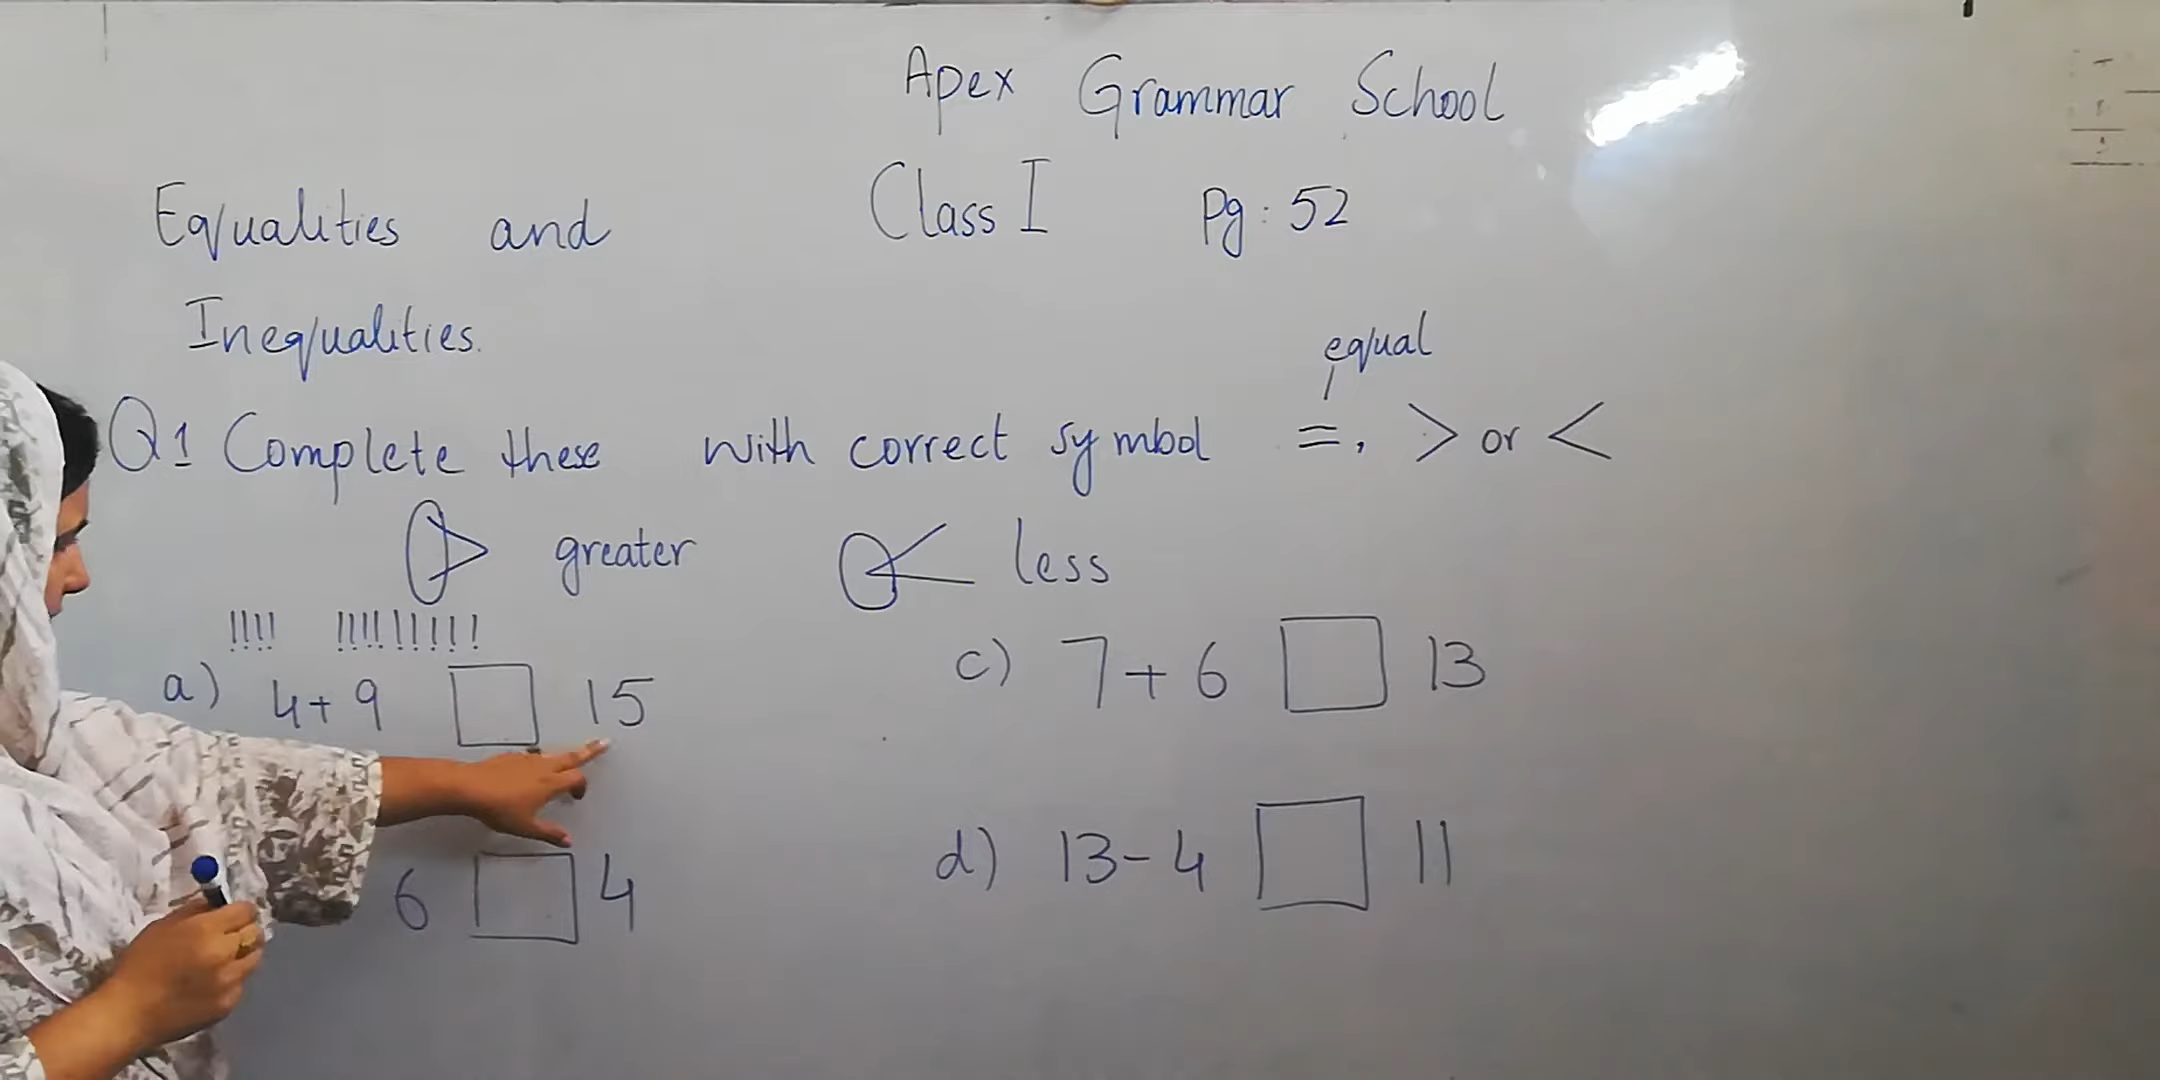 Apex Grammar School
Class I Pg: 52
Equalities and
Inequalities.
equal
Q1 Complete these with correct symbol =, > or <
> greater < less
!!!! !!!!!!!!!
a) 4+9 □ 15
c) 7+6 □ 13
6 □ 4
d) 13-4 □ 11